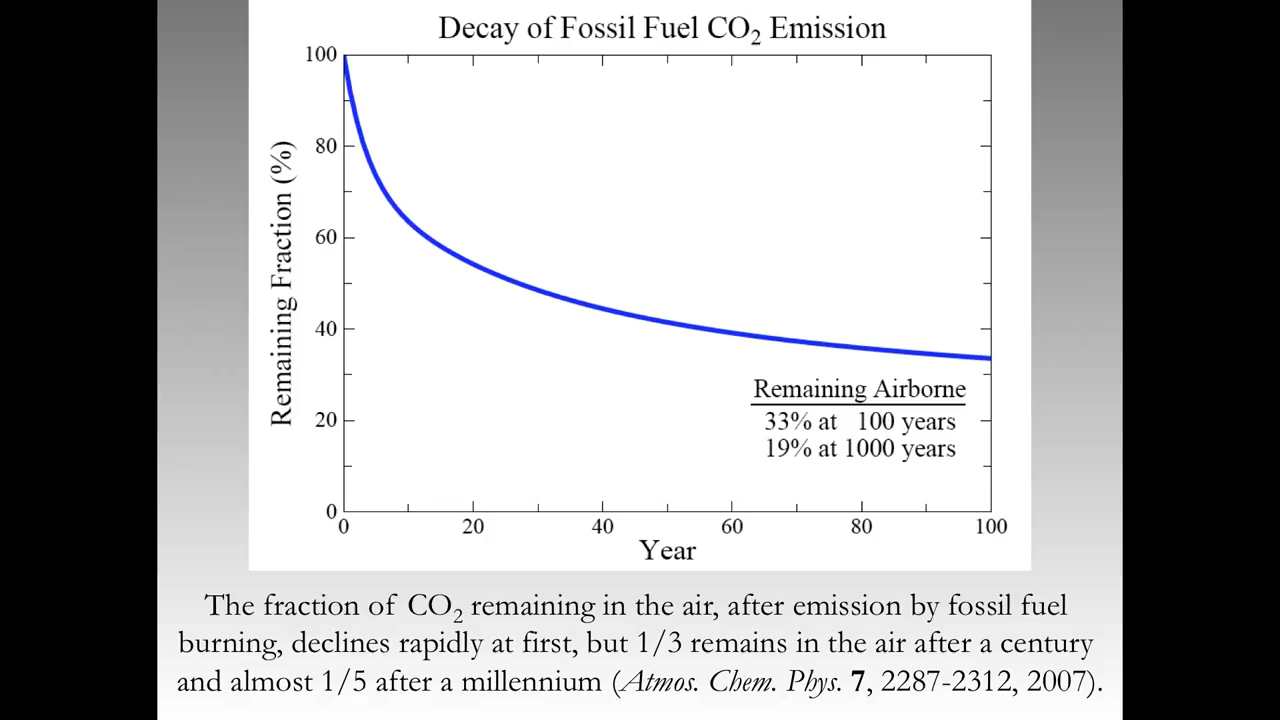 Decay of Fossil Fuel CO₂ Emission
100
80
60
40
20
0
Remaining Fraction (%)
Remaining Airborne
33% at 100 years
19% at 1000 years
0 20 40 60 80 100
Year
The fraction of CO₂ remaining in the air, after emission by fossil fuel
burning, declines rapidly at first, but 1/3 remains in the air after a century
and almost 1/5 after a millennium (Atmos. Chem. Phys. 7, 2287-2312, 2007).